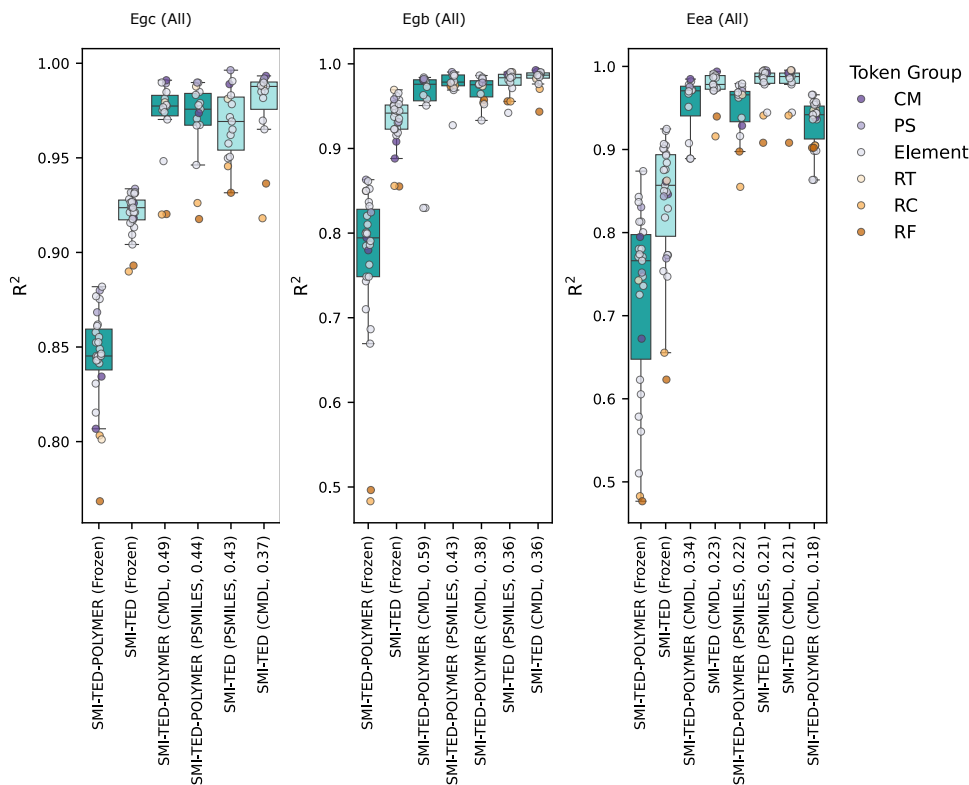 Egc (All)
Egb (All)
Eea (All)
R²
1.00
0.95
0.90
0.85
0.80
SMI-TED-POLYMER (Frozen)
SMI-TED (Frozen)
SMI-TED-POLYMER (CMDL, 0.49)
SMI-TED-POLYMER (PSMILES, 0.44)
SMI-TED (PSMILES, 0.43)
SMI-TED (CMDL, 0.37)
R²
1.0
0.9
0.8
0.7
0.6
0.5
SMI-TED-POLYMER (Frozen)
SMI-TED (Frozen)
SMI-TED-POLYMER (CMDL, 0.59)
SMI-TED-POLYMER (PSMILES, 0.43)
SMI-TED-POLYMER (CMDL, 0.38)
SMI-TED (PSMILES, 0.36)
SMI-TED (CMDL, 0.36)
R²
1.0
0.9
0.8
0.7
0.6
0.5
SMI-TED-POLYMER (Frozen)
SMI-TED (Frozen)
SMI-TED-POLYMER (CMDL, 0.34)
SMI-TED (CMDL, 0.23)
SMI-TED-POLYMER (PSMILES, 0.22)
SMI-TED (PSMILES, 0.21)
SMI-TED (CMDL, 0.21)
SMI-TED-POLYMER (CMDL, 0.18)
Token Group
CM
PS
Element
RT
RC
RF